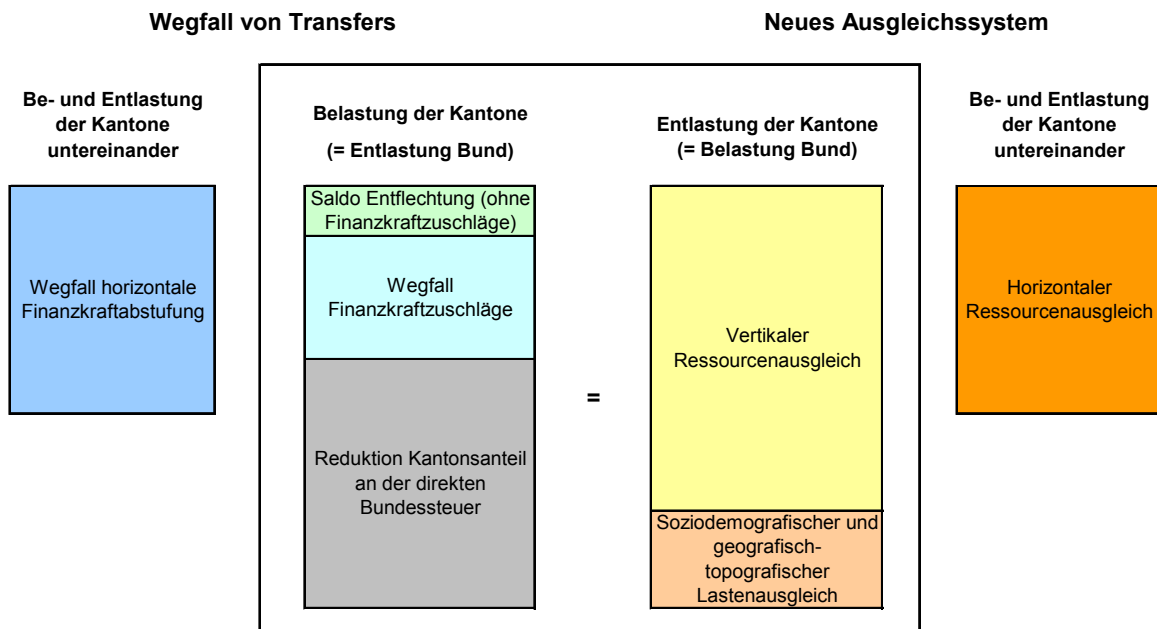 Wegfall von Transfers
Neues Ausgleichssystem
Be- und Entlastung
der Kantone
untereinander
Belastung der Kantone
(= Entlastung Bund)
Entlastung der Kantone
(= Belastung Bund)
Be- und Entlastung
der Kantone
untereinander
Wegfall horizontale
Finanzkraftabstufung
Saldo Entflechtung (ohne
Finanzkraftzuschläge)
Wegfall
Finanzkraftzuschläge
Reduktion Kantonsanteil
an der direkten
Bundessteuer
=
Vertikaler
Ressourcenausgleich
Soziodemografischer und
geografisch-
topografischer
Lastenausgleich
Horizontaler
Ressourcenausgleich